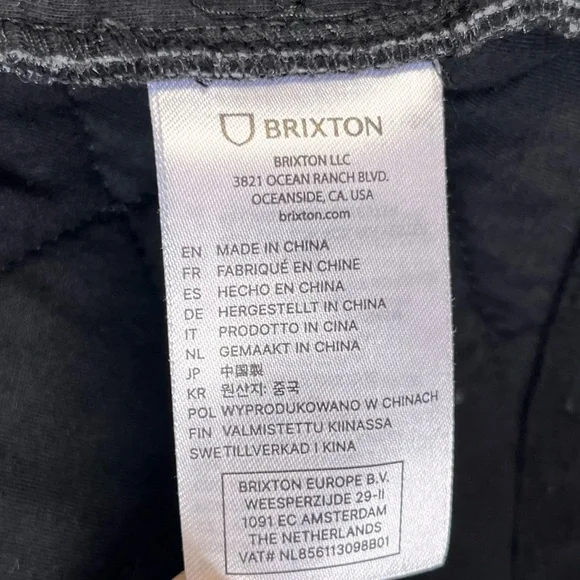 BRIXTON
BRIXTON LLC
3821 OCEAN RANCH BLVD.
OCEANSIDE, CA. USA
brixton.com
EN MADE IN CHINA
FR FABRIQUÉ EN CHINE
ES HECHO EN CHINA
DE HERGESTELLT IN CHINA
IT PRODOTTO IN CINA
NL GEMAAKT IN CHINA
JP 中国製
KR 원산지: 중국
POL WYPRODUKOWANO W CHINACH
FIN VALMISTETTU KIINASSA
SWE TILLVERKAD I KINA
BRIXTON EUROPE B.V.
WEESPERZIJDE 29-II
1091 EC AMSTERDAM
THE NETHERLANDS
VAT# NL856113098B01